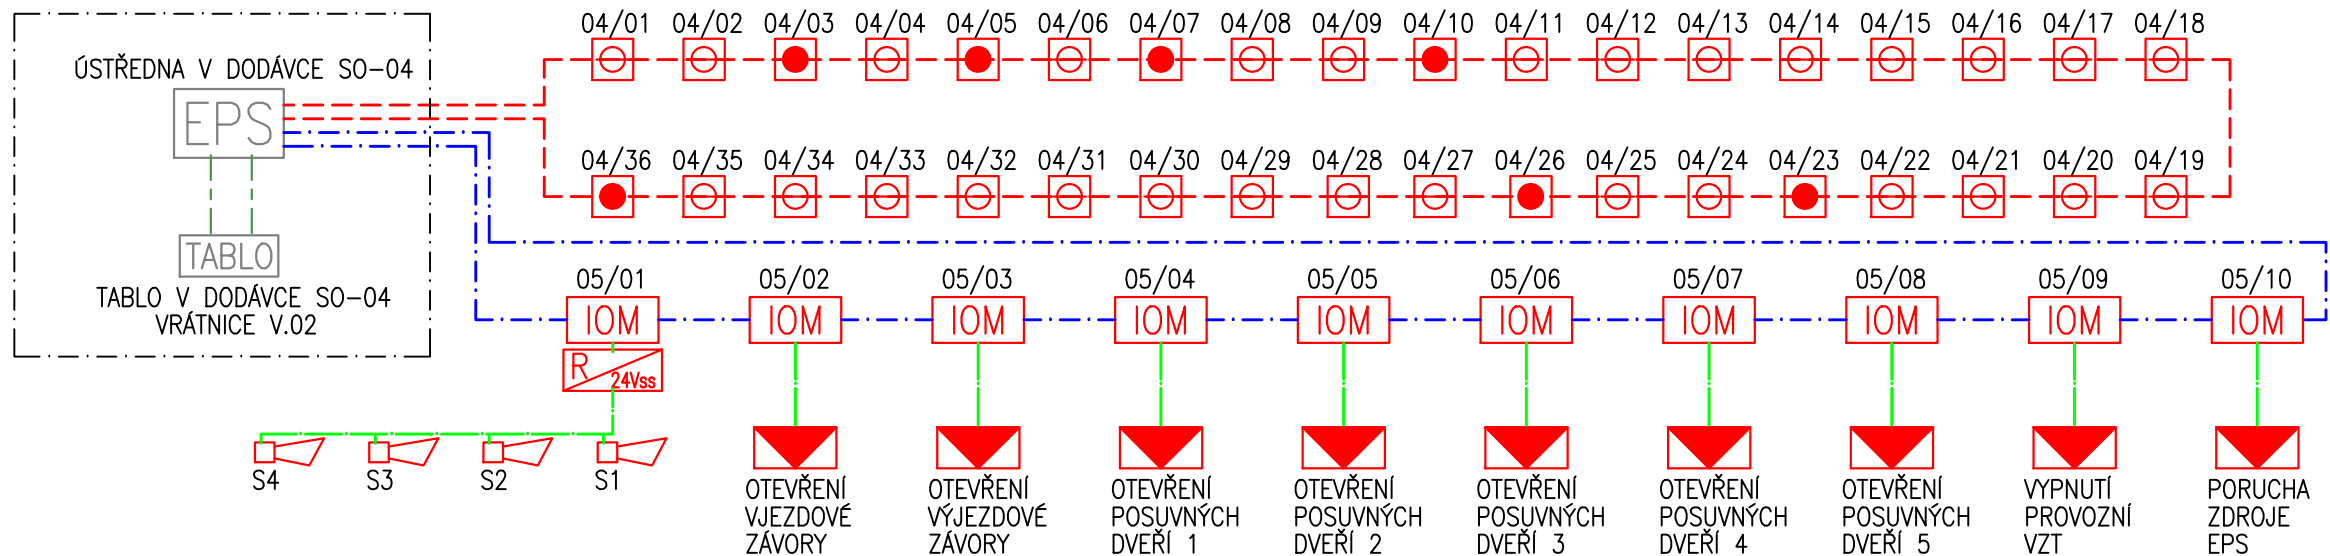 04/01 04/02 04/03 04/04 04/05 04/06 04/07 04/08 04/09 04/10 04/11 04/12 04/13 04/14 04/15 04/16 04/17 04/18
ÚSTŘEDNA V DODÁVCE SO-04
EPS
04/36 04/35 04/34 04/33 04/32 04/31 04/30 04/29 04/28 04/27 04/26 04/25 04/24 04/23 04/22 04/21 04/20 04/19
TABLO
TABLO V DODÁVCE SO-04
VRÁTNICE V.02
05/01 05/02 05/03 05/04 05/05 05/06 05/07 05/08 05/09 05/10
IOM IOM IOM IOM IOM IOM IOM IOM IOM IOM
R
24Vss
S4 S3 S2 S1
OTEVŘENÍ
VJEZDOVÉ
ZÁVORY
OTEVŘENÍ
VÝJEZDOVÉ
ZÁVORY
OTEVŘENÍ
POSUVNÝCH
DVEŘÍ 1
OTEVŘENÍ
POSUVNÝCH
DVEŘÍ 2
OTEVŘENÍ
POSUVNÝCH
DVEŘÍ 3
OTEVŘENÍ
POSUVNÝCH
DVEŘÍ 4
OTEVŘENÍ
POSUVNÝCH
DVEŘÍ 5
VYPNUTÍ
PROVOZNÍ
VZT
PORUCHA
ZDROJE
EPS